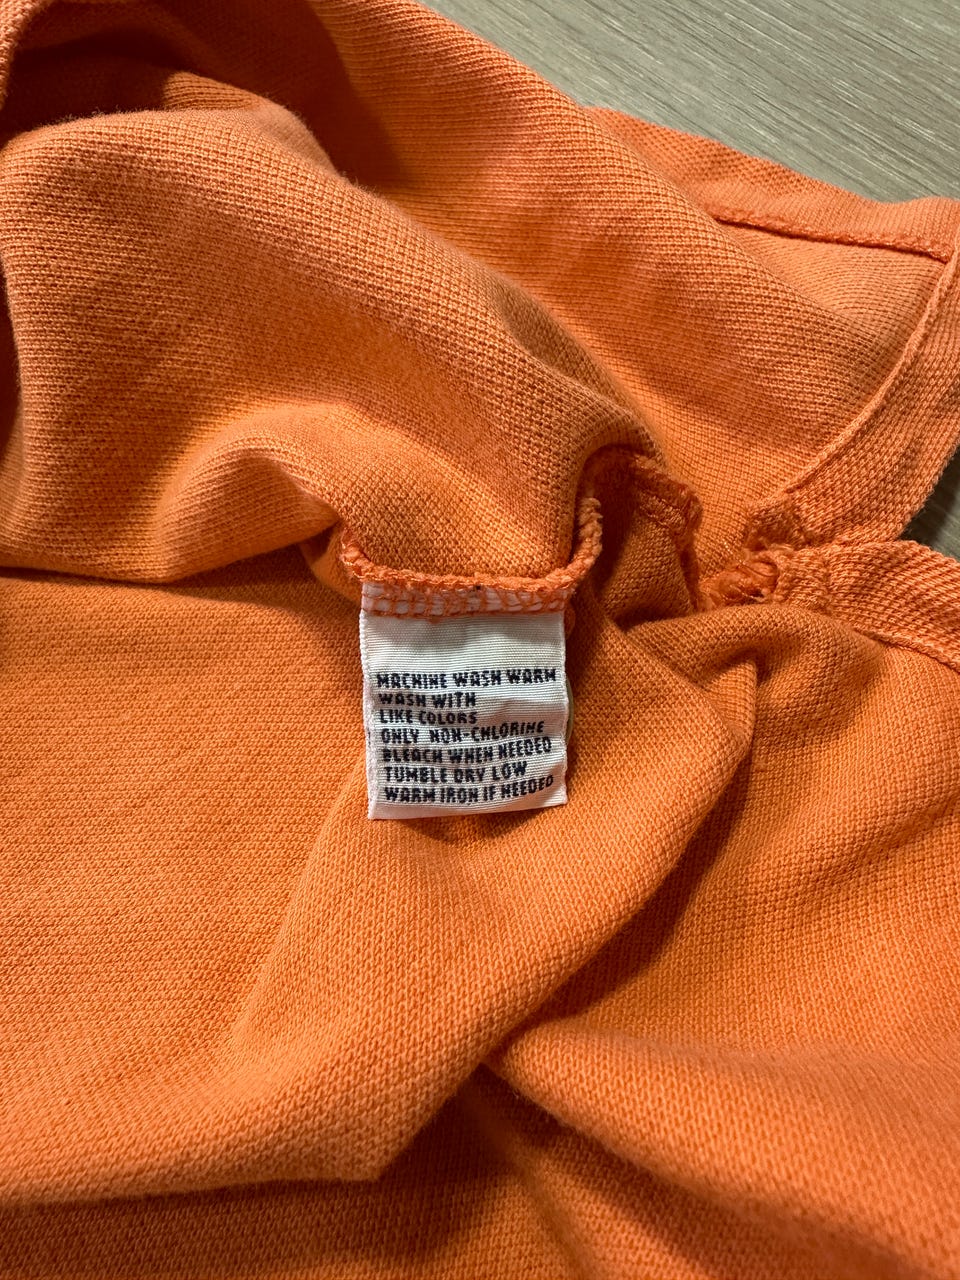 MACHINE WASH WARM
WASH WITH
LIKE COLORS
ONLY NON-CHLORINE
BLEACH WHEN NEEDED
TUMBLE DRY LOW
WARM IRON IF NEEDED